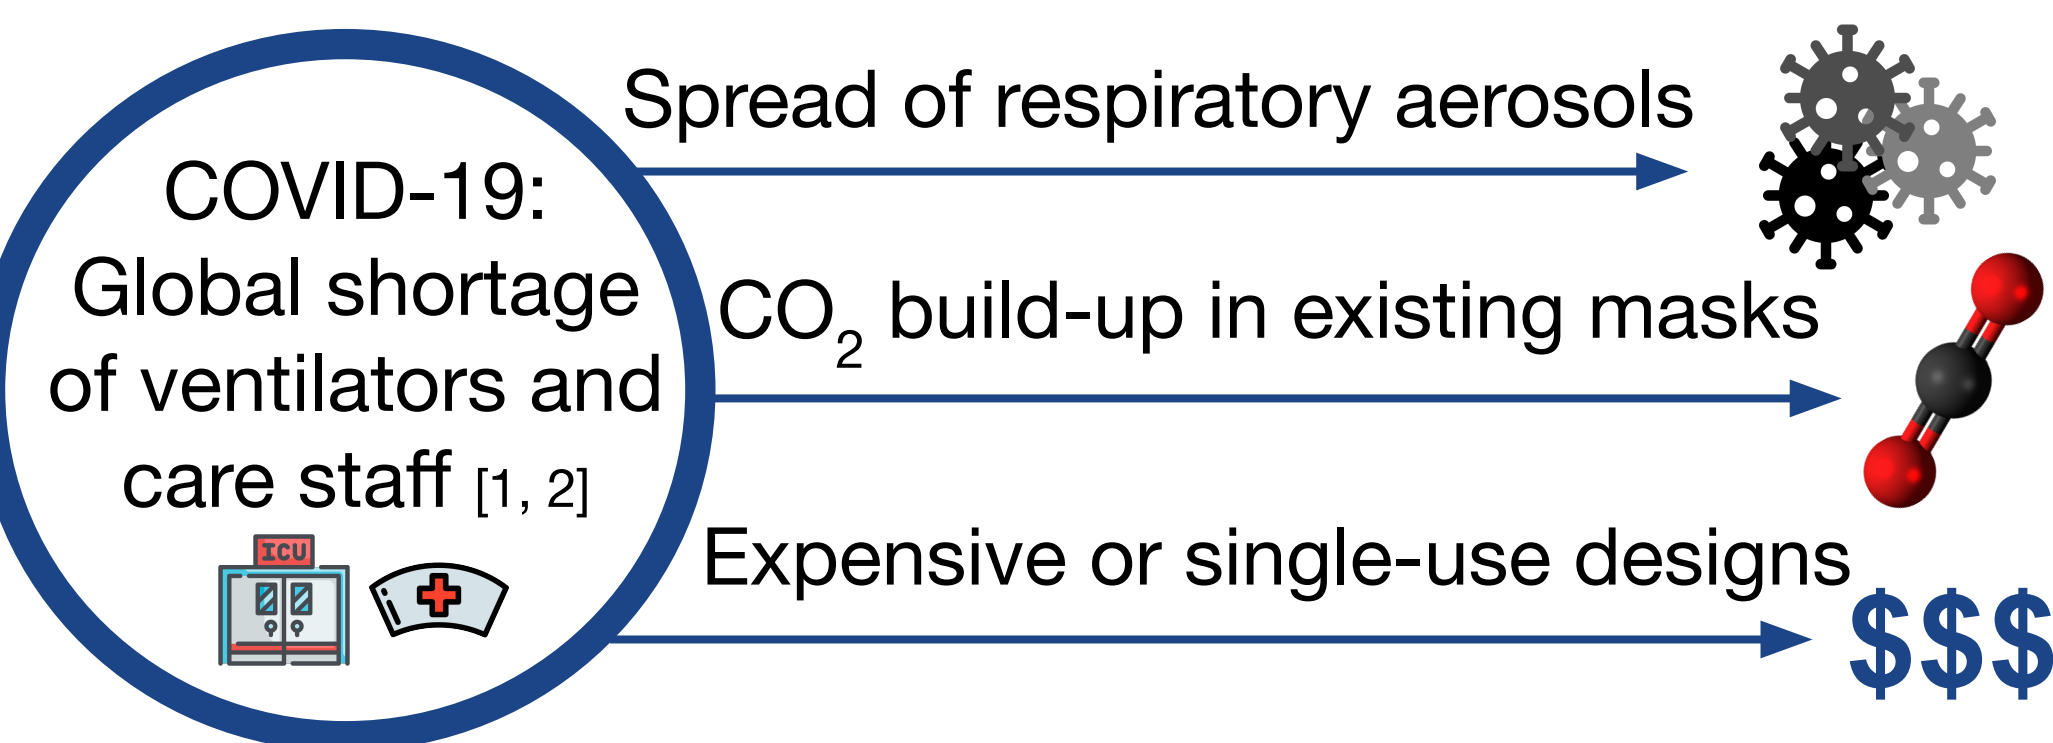 COVID-19:
Global shortage
of ventilators and
care staff [1, 2]
ICU
Spread of respiratory aerosols
CO₂ build-up in existing masks
Expensive or single-use designs
$$$